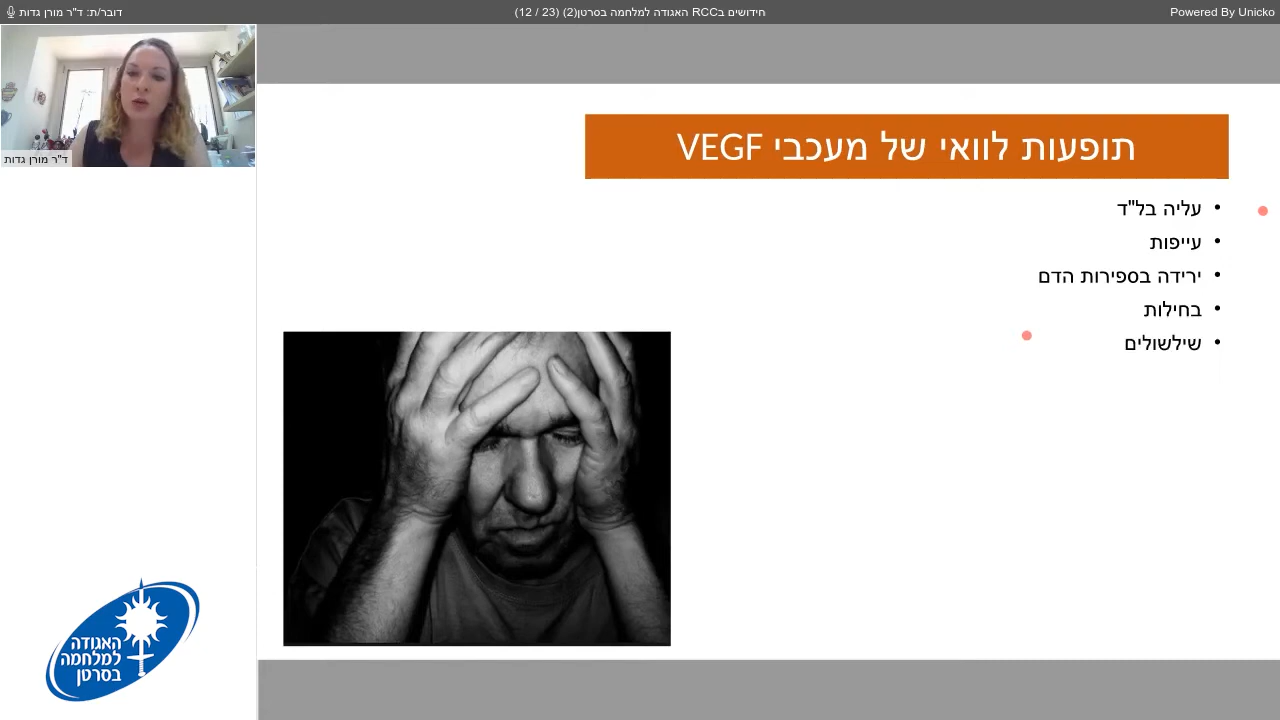 דובר/ת: ד"ר מורן גדות
חידושים בRCC האגודה למלחמה בסרטן(2) (23 / 12)
Powered By Unicko
ד"ר מורן גדות
תופעות לוואי של מעכבי VEGF
• עליה בל"ד
• עייפות
• ירידה בספירות הדם
• בחילות
• שילשולים
האגודה
למלחמה
בסרטן